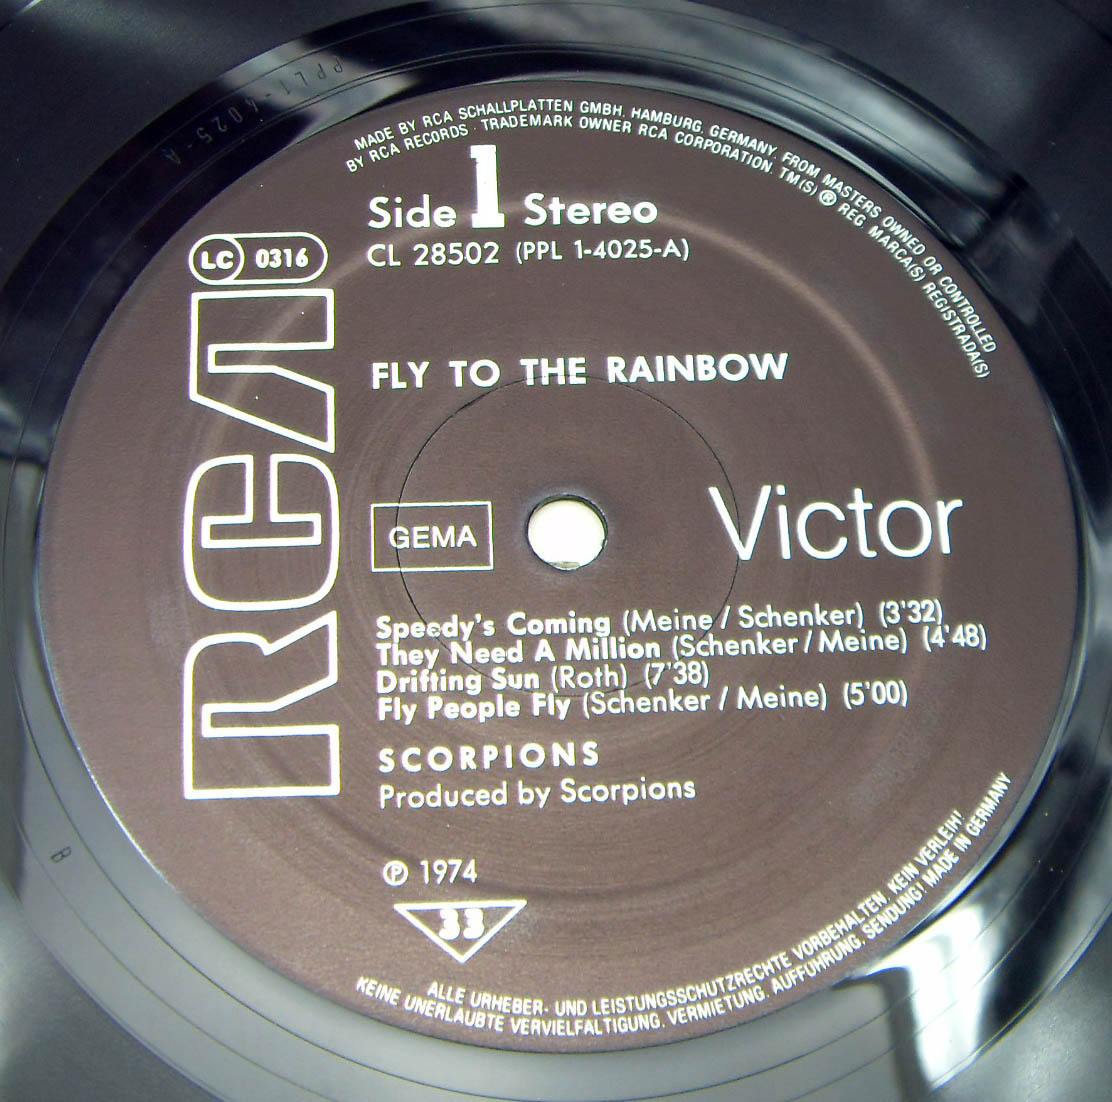 MADE BY RCA SCHALLPLATTEN GMBH, HAMBURG, GERMANY, FROM MASTERS OWNED OR CONTROLLED
BY RCA RECORDS · TRADEMARK OWNER RCA CORPORATION. TM(S) ® REG. MARCA(S) REGISTRADA(S)
Side 1 Stereo
CL 28502 (PPL 1-4025-A)
LC 0316
RCA
FLY TO THE RAINBOW
GEMA
Victor
Speedy's Coming (Meine / Schenker) (3'32)
They Need A Million (Schenker / Meine) (4'48)
Drifting Sun (Roth) (7'38)
Fly People Fly (Schenker / Meine) (5'00)
SCORPIONS
Produced by Scorpions
℗ 1974
33
ALLE URHEBER- UND LEISTUNGSSCHUTZRECHTE VORBEHALTEN. KEIN VERLEIH!
KEINE UNERLAUBTE VERVIELFALTIGUNG, VERMIETUNG, AUFFUHRUNG, SENDUNG! MADE IN GERMANY
PPL1-4025-A
B